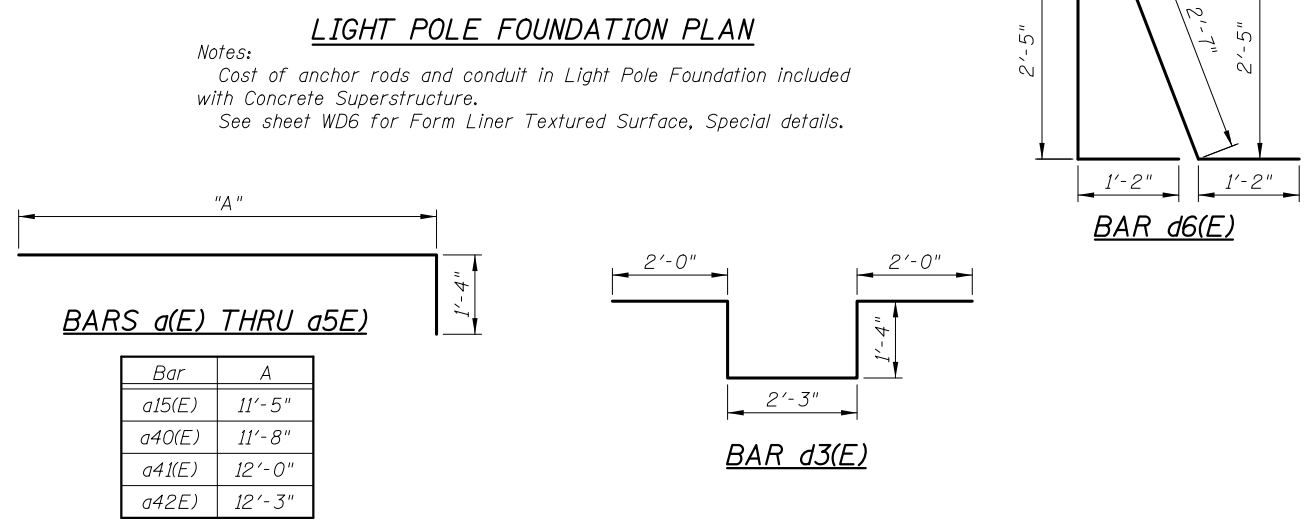 LIGHT POLE FOUNDATION PLAN
Notes:
Cost of anchor rods and conduit in Light Pole Foundation included
with Concrete Superstructure.
See sheet WD6 for Form Liner Textured Surface, Special details.
2'-5"
2'-7"
2'-5"
1'-2"
1'-2"
BAR d6(E)
"A"
1'-4"
BARS a(E) THRU a5E)
Bar A
a15(E) 11'-5"
a40(E) 11'-8"
a41(E) 12'-0"
a42E) 12'-3"
2'-0"
2'-0"
1'-4"
2'-3"
BAR d3(E)